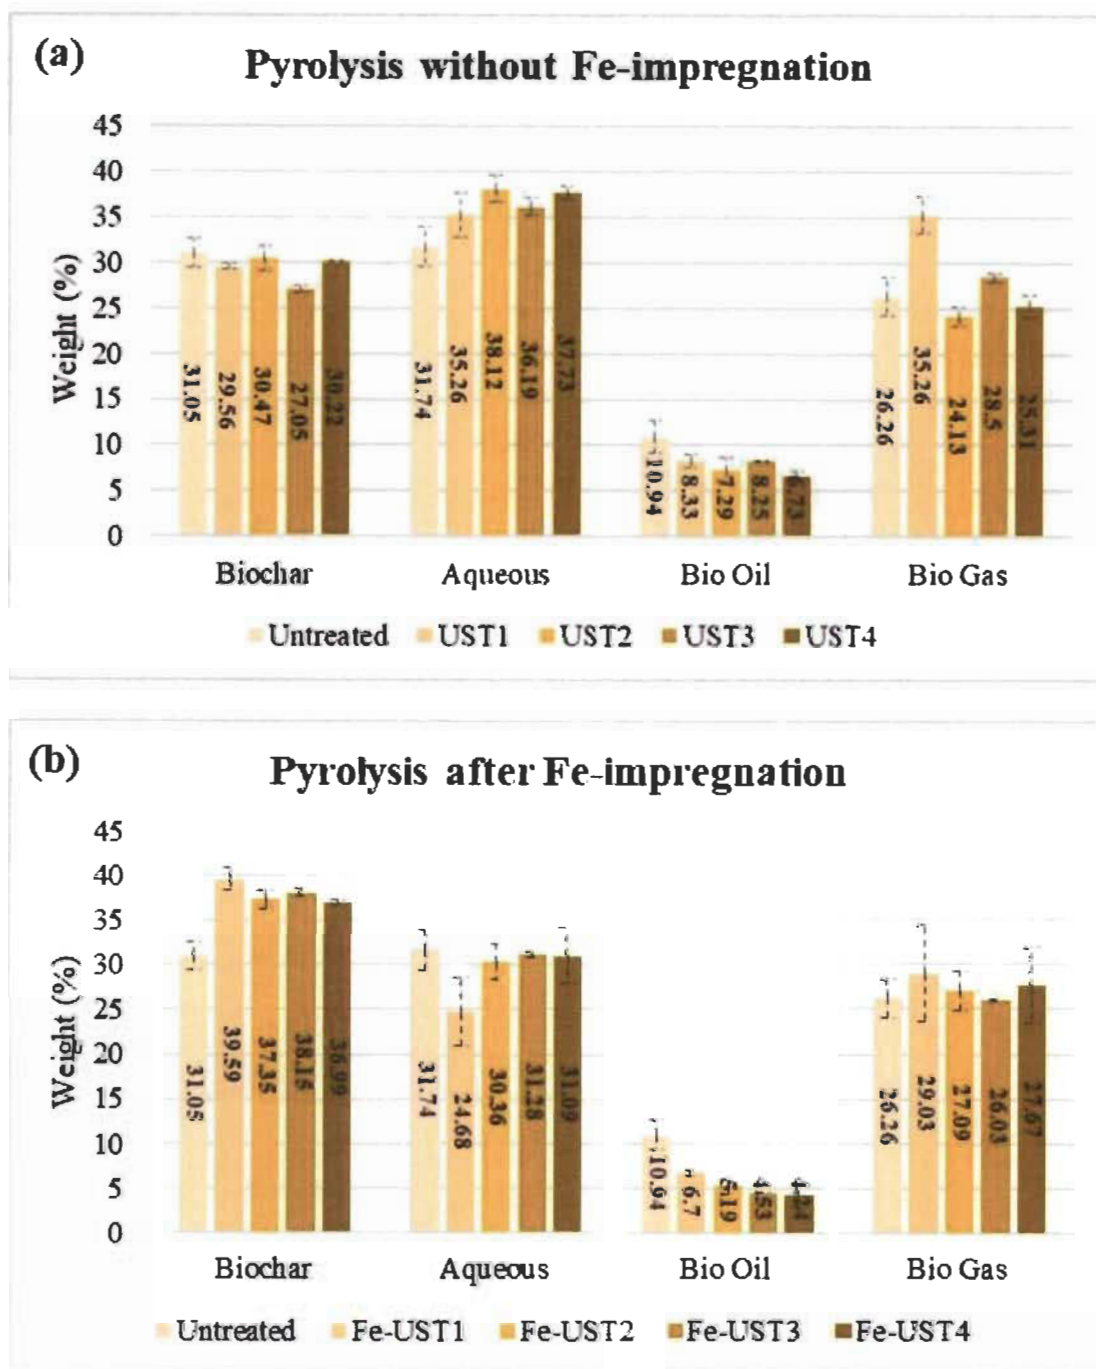 (a)
Pyrolysis without Fe-impregnation
Weight (%)
45
40
35
30
25
20
15
10
5
0
31.05 29.56 30.47 27.05 30.22
31.74 35.26 38.12 36.19 37.73
10.94 8.33 7.29 8.25 6.73
26.26 35.26 24.13 28.5 25.31
Biochar Aqueous Bio Oil Bio Gas
Untreated UST1 UST2 UST3 UST4
(b)
Pyrolysis after Fe-impregnation
Weight (%)
45
40
35
30
25
20
15
10
5
0
31.05 39.59 37.35 38.15 36.99
31.74 24.68 30.36 31.28 31.09
10.94 6.7 5.19 4.53
26.26 29.03 27.09 26.03 27.67
Biochar Aqueous Bio Oil Bio Gas
Untreated Fe-UST1 Fe-UST2 Fe-UST3 Fe-UST4